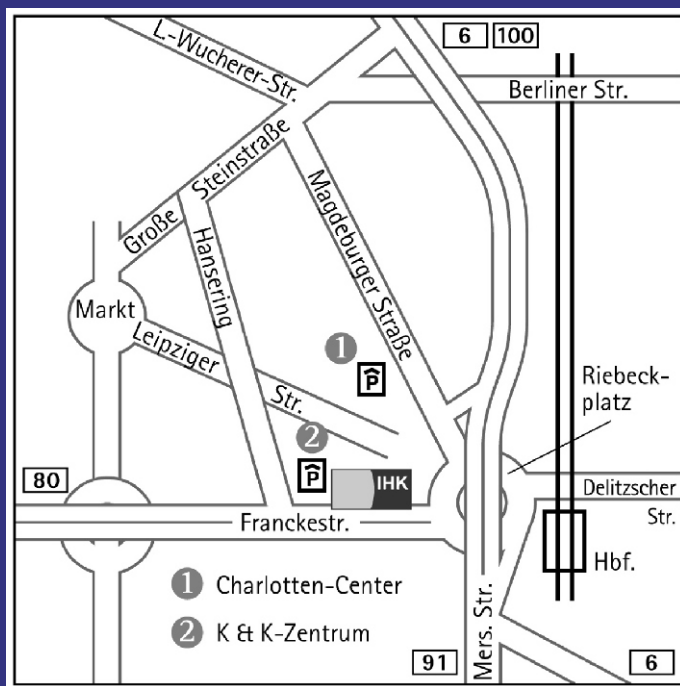 6 100
L.-Wucherer-Str.
Berliner Str.
Große Steinstraße
Magdeburger Straße
Hansering
Markt
Leipziger Str.
1
P
Riebeck-
platz
2
P
IHK
80
Delitzscher
Str.
Franckestr.
Hbf.
1 Charlotten-Center
2 K & K-Zentrum
Mers. Str.
91
6